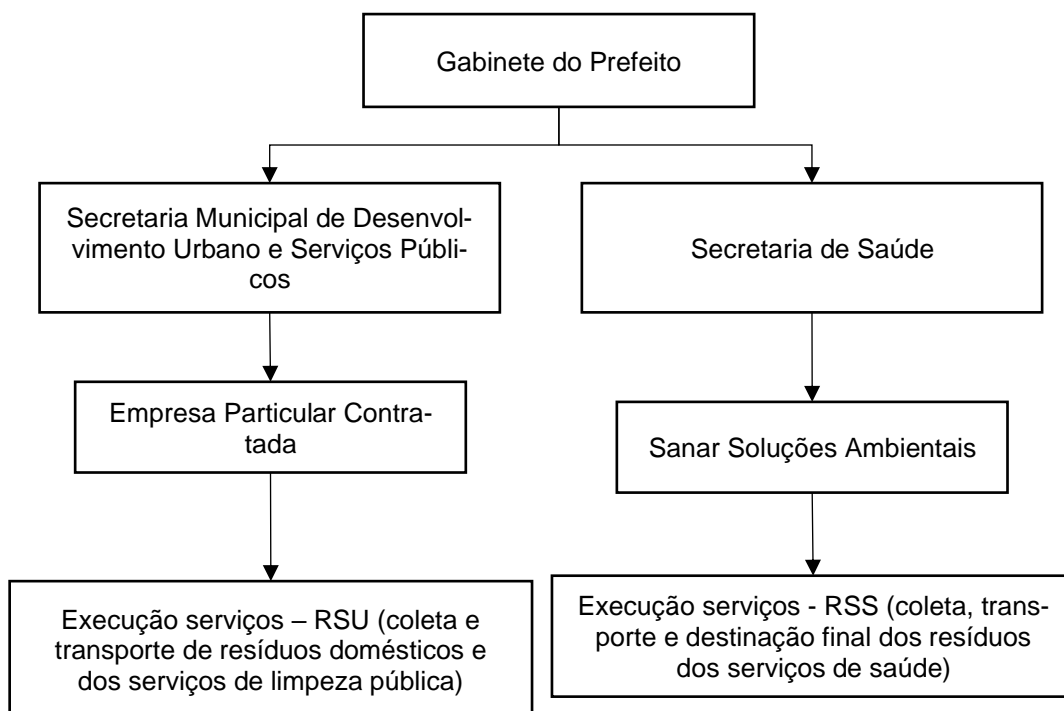 Gabinete do Prefeito
Secretaria Municipal de Desenvol-
vimento Urbano e Serviços Públi-
cos
Secretaria de Saúde
Empresa Particular Contra-
tada
Sanar Soluções Ambientais
Execução serviços – RSU (coleta e
transporte de resíduos domésticos e
dos serviços de limpeza pública)
Execução serviços - RSS (coleta, trans-
porte e destinação final dos resíduos
dos serviços de saúde)